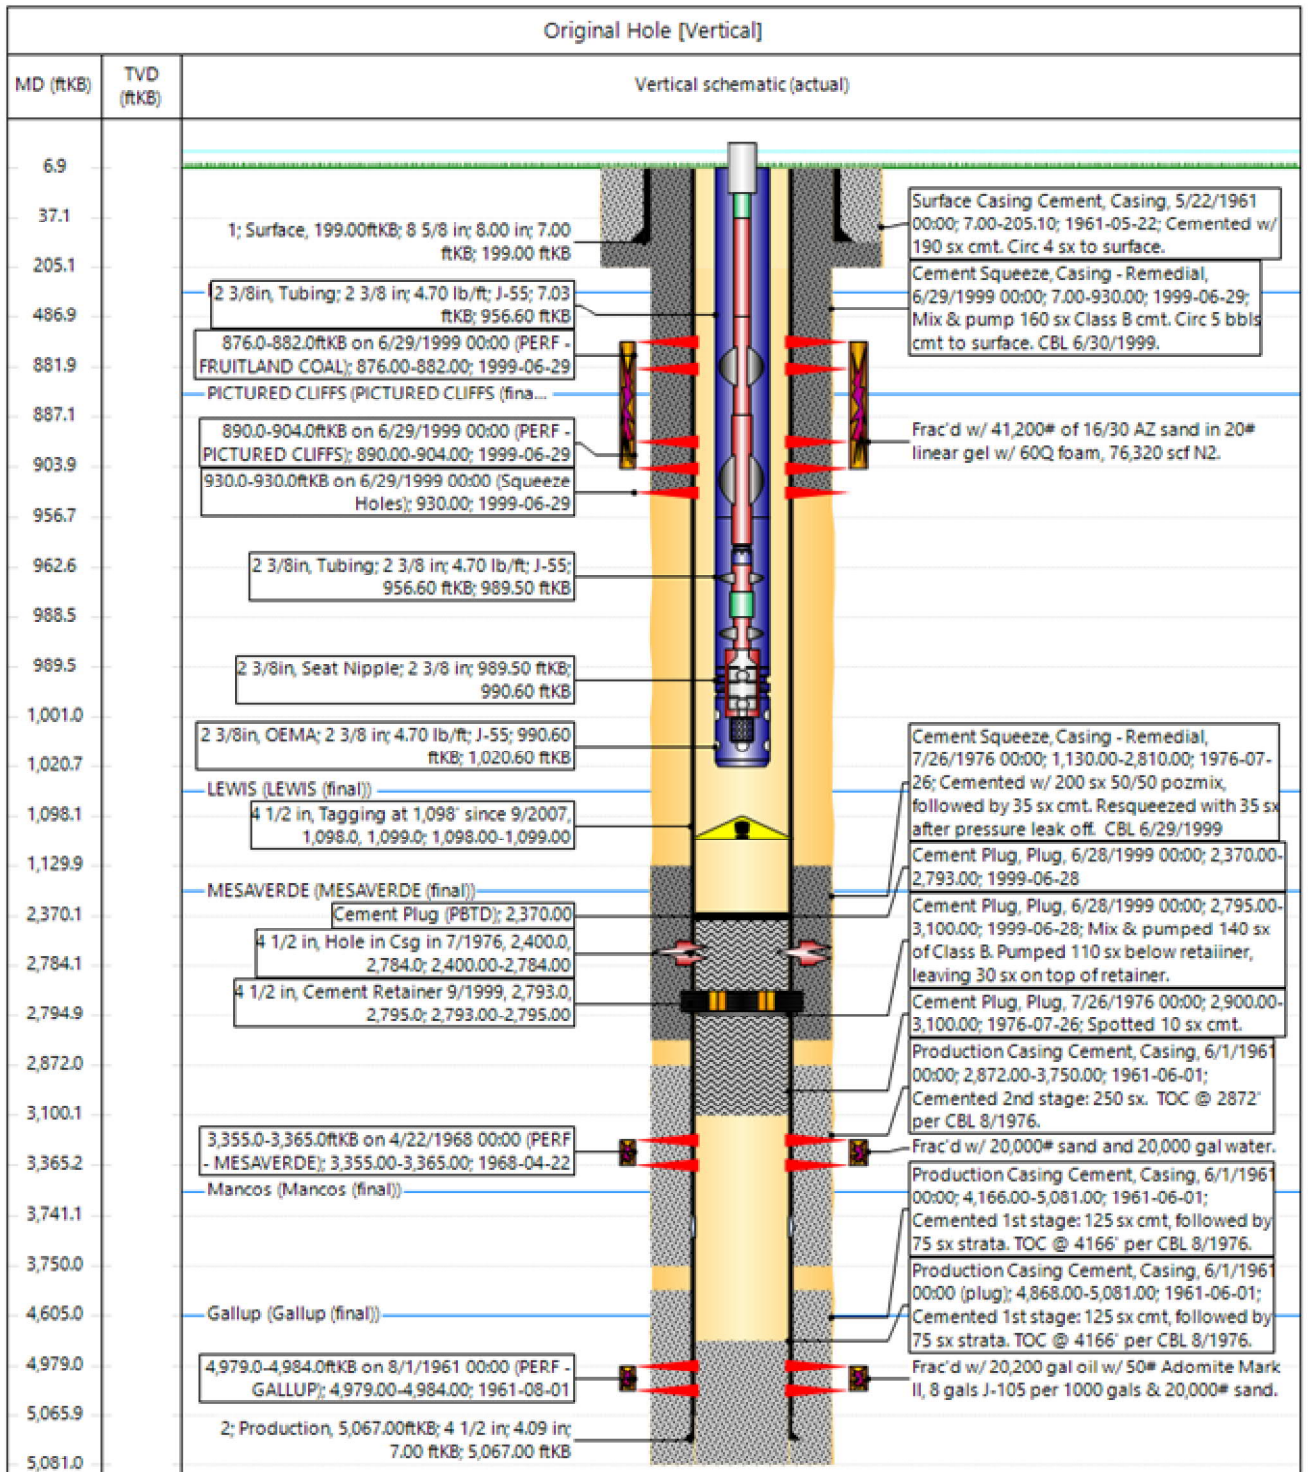 Original Hole [Vertical]
MD (ftKB)
TVD
(ftKB)
Vertical schematic (actual)
6.9
37.1
205.1
486.9
881.9
887.1
903.9
956.7
962.6
988.5
989.5
1,001.0
1,020.7
1,098.1
1,129.9
2,370.1
2,784.1
2,794.9
2,872.0
3,100.1
3,365.2
3,741.1
3,750.0
4,605.0
4,979.0
5,065.9
5,081.0
1; Surface, 199.00ftKB; 8 5/8 in; 8.00 in; 7.00
ftKB; 199.00 ftKB
2 3/8in, Tubing; 2 3/8 in; 4.70 lb/ft; J-55; 7.03
ftKB; 956.60 ftKB
876.0-882.0ftKB on 6/29/1999 00:00 (PERF -
FRUITLAND COAL); 876.00-882.00; 1999-06-29
PICTURED CLIFFS (PICTURED CLIFFS (fina...
890.0-904.0ftKB on 6/29/1999 00:00 (PERF -
PICTURED CLIFFS); 890.00-904.00; 1999-06-29
930.0-930.0ftKB on 6/29/1999 00:00 (Squeeze
Holes); 930.00; 1999-06-29
2 3/8in, Tubing; 2 3/8 in; 4.70 lb/ft; J-55;
956.60 ftKB; 989.50 ftKB
2 3/8in, Seat Nipple; 2 3/8 in; 989.50 ftKB;
990.60 ftKB
2 3/8in, OEMA; 2 3/8 in; 4.70 lb/ft; J-55; 990.60
ftKB; 1,020.60 ftKB
LEWIS (LEWIS (final))
4 1/2 in, Tagging at 1,098' since 9/2007,
1,098.0, 1,099.0; 1,098.00-1,099.00
MESAVERDE (MESAVERDE (final))
Cement Plug (PBTD); 2,370.00
4 1/2 in, Hole in Csg in 7/1976, 2,400.0,
2,784.0; 2,400.00-2,784.00
4 1/2 in, Cement Retainer 9/1999, 2,793.0,
2,795.0; 2,793.00-2,795.00
3,355.0-3,365.0ftKB on 4/22/1968 00:00 (PERF
- MESAVERDE); 3,355.00-3,365.00; 1968-04-22
Mancos (Mancos (final))
Gallup (Gallup (final))
4,979.0-4,984.0ftKB on 8/1/1961 00:00 (PERF -
GALLUP); 4,979.00-4,984.00; 1961-08-01
2; Production, 5,067.00ftKB; 4 1/2 in; 4.09 in;
7.00 ftKB; 5,067.00 ftKB
Surface Casing Cement, Casing, 5/22/1961
00:00; 7.00-205.10; 1961-05-22; Cemented w/
190 sx cmt. Circ 4 sx to surface.
Cement Squeeze, Casing - Remedial,
6/29/1999 00:00; 7.00-930.00; 1999-06-29;
Mix & pump 160 sx Class B cmt. Circ 5 bbls
cmt to surface. CBL 6/30/1999.
Frac'd w/ 41,200# of 16/30 AZ sand in 20#
linear gel w/ 60Q foam, 76,320 scf N2.
Cement Squeeze, Casing - Remedial,
7/26/1976 00:00; 1,130.00-2,810.00; 1976-07-
26; Cemented w/ 200 sx 50/50 pozmix,
followed by 35 sx cmt. Resqueezed with 35 sx
after pressure leak off. CBL 6/29/1999
Cement Plug, Plug, 6/28/1999 00:00; 2,370.00-
2,793.00; 1999-06-28
Cement Plug, Plug, 6/28/1999 00:00; 2,795.00-
3,100.00; 1999-06-28; Mix & pumped 140 sx
of Class B. Pumped 110 sx below retaiiner,
leaving 30 sx on top of retainer.
Cement Plug, Plug, 7/26/1976 00:00; 2,900.00-
3,100.00; 1976-07-26; Spotted 10 sx cmt.
Production Casing Cement, Casing, 6/1/1961
00:00; 2,872.00-3,750.00; 1961-06-01;
Cemented 2nd stage: 250 sx. TOC @ 2872'
per CBL 8/1976.
Frac'd w/ 20,000# sand and 20,000 gal water.
Production Casing Cement, Casing, 6/1/1961
00:00; 4,166.00-5,081.00; 1961-06-01;
Cemented 1st stage: 125 sx cmt, followed by
75 sx strata. TOC @ 4166' per CBL 8/1976.
Production Casing Cement, Casing, 6/1/1961
00:00 (plug); 4,868.00-5,081.00; 1961-06-01;
Cemented 1st stage: 125 sx cmt, followed by
75 sx strata. TOC @ 4166' per CBL 8/1976.
Frac'd w/ 20,200 gal oil w/ 50# Adomite Mark
II, 8 gals J-105 per 1000 gals & 20,000# sand.